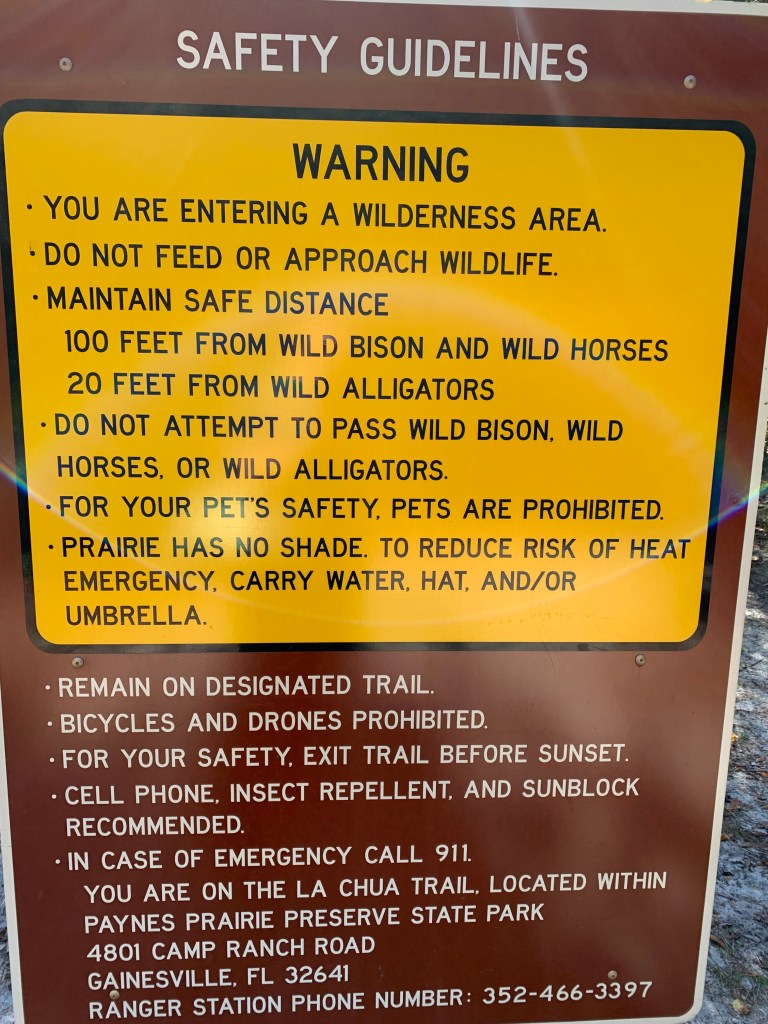 SAFETY GUIDELINES
WARNING
· YOU ARE ENTERING A WILDERNESS AREA.
· DO NOT FEED OR APPROACH WILDLIFE.
· MAINTAIN SAFE DISTANCE
100 FEET FROM WILD BISON AND WILD HORSES
20 FEET FROM WILD ALLIGATORS
· DO NOT ATTEMPT TO PASS WILD BISON, WILD
HORSES, OR WILD ALLIGATORS.
· FOR YOUR PET'S SAFETY, PETS ARE PROHIBITED.
· PRAIRIE HAS NO SHADE. TO REDUCE RISK OF HEAT
EMERGENCY, CARRY WATER, HAT, AND/OR
UMBRELLA.
· REMAIN ON DESIGNATED TRAIL.
· BICYCLES AND DRONES PROHIBITED.
· FOR YOUR SAFETY, EXIT TRAIL BEFORE SUNSET.
· CELL PHONE, INSECT REPELLENT, AND SUNBLOCK
RECOMMENDED.
· IN CASE OF EMERGENCY CALL 911.
YOU ARE ON THE LA CHUA TRAIL, LOCATED WITHIN
PAYNES PRAIRIE PRESERVE STATE PARK
4801 CAMP RANCH ROAD
GAINESVILLE, FL 32641
RANGER STATION PHONE NUMBER: 352-466-3397